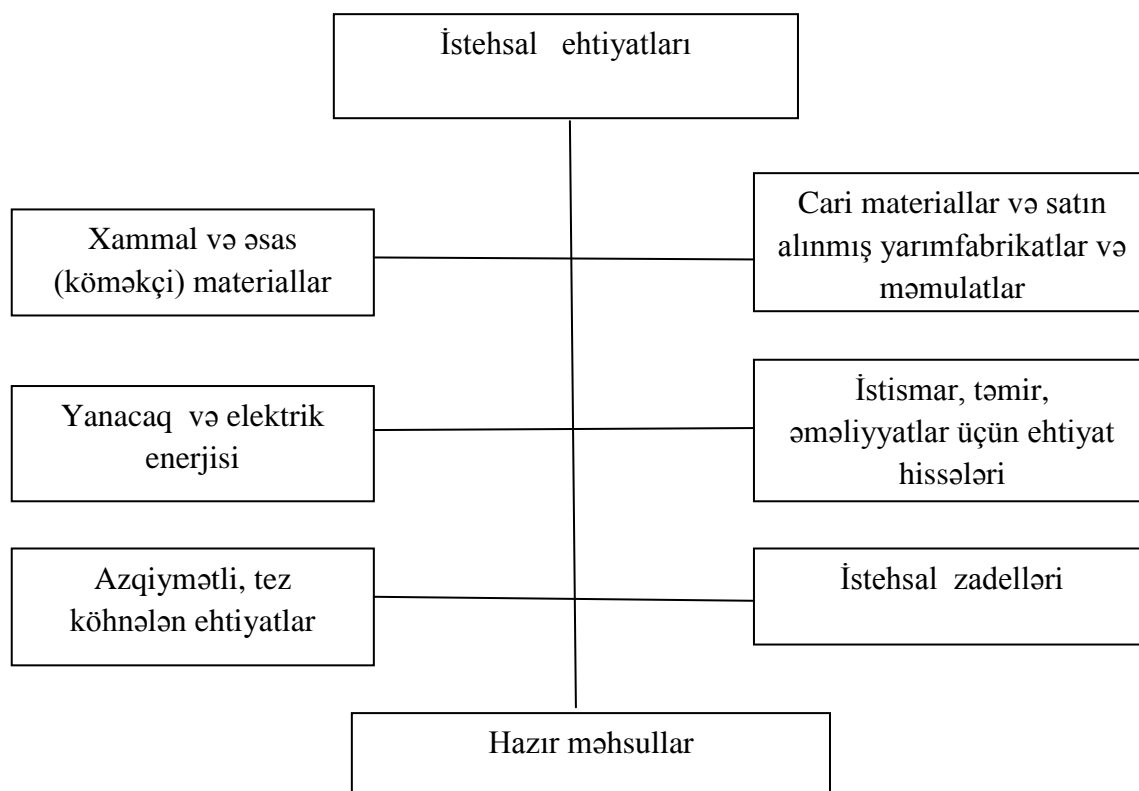 İstehsal ehtiyatları
Xammal və əsas
(köməkçi) materiallar
Cari materiallar və satın
alınmış yarımfabrikatlar və
məmulatlar
Yanacaq və elektrik
enerjisi
İstismar, təmir,
əməliyyatlar üçün ehtiyat
hissələri
Azqiymətli, tez
köhnələn ehtiyatlar
İstehsal zadelləri
Hazır məhsullar